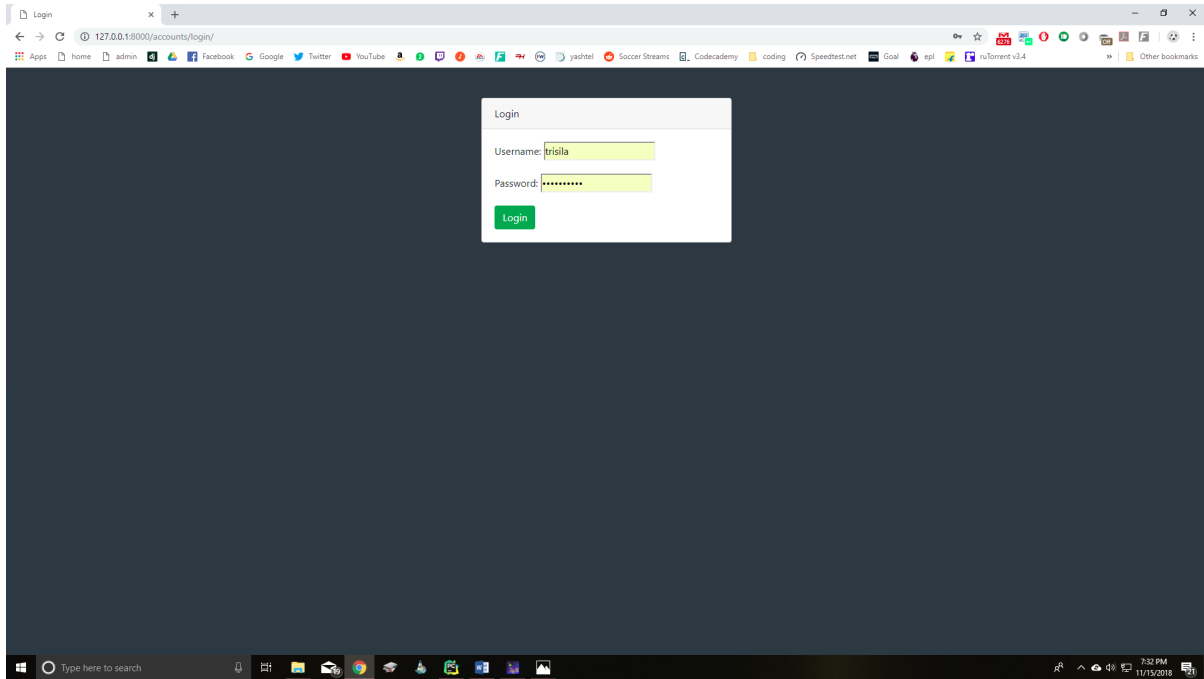 Login
127.0.0.1:8000/accounts/login/
Apps home admin dj Facebook Google Twitter YouTube yashtel Soccer Streams Codecademy coding Speedtest.net Goal epl ruTorrent v3.4 » Other bookmarks
Login
Username: trisila
Password: ••••••••••
Login
Type here to search
7:32 PM
11/15/2018